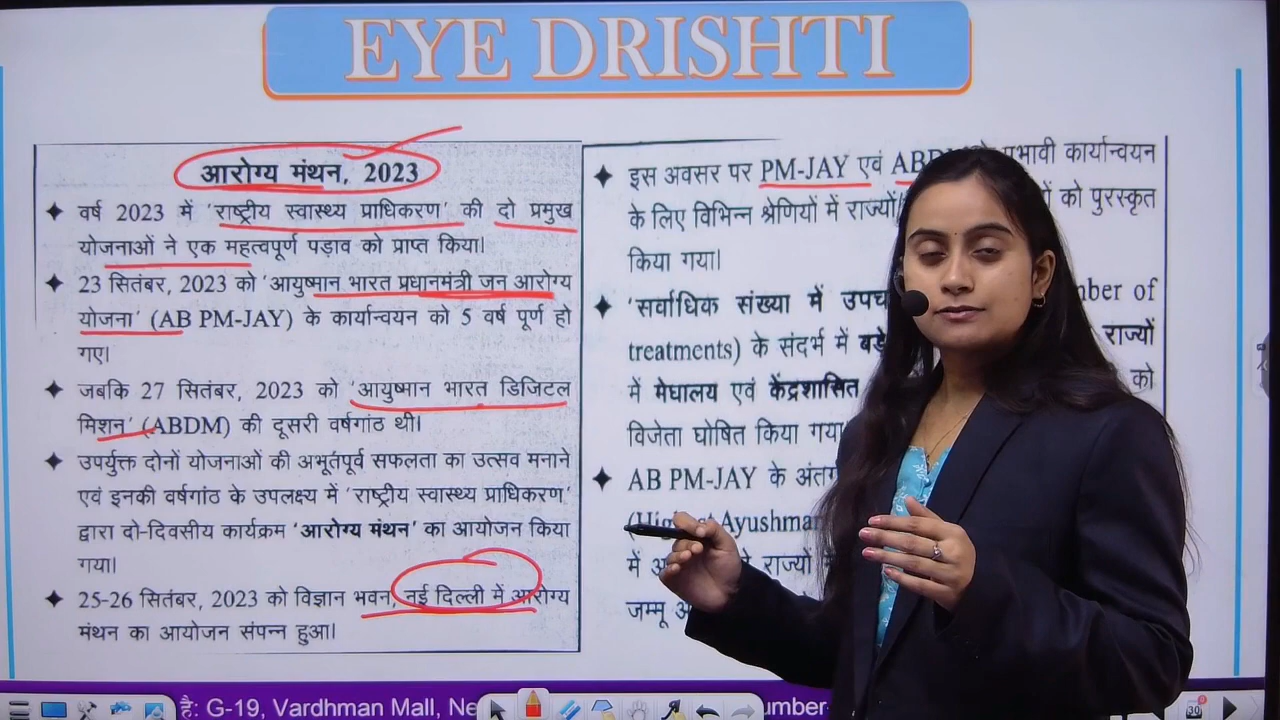 EYE DRISHTI
आरोग्य मंथन, 2023
वर्ष 2023 में 'राष्ट्रीय स्वास्थ्य प्राधिकरण' की दो प्रमुख
योजनाओं ने एक महत्वपूर्ण पड़ाव को प्राप्त किया।
23 सितंबर, 2023 को 'आयुष्मान भारत प्रधानमंत्री जन आरोग्य
योजना' (AB PM-JAY) के कार्यान्वयन को 5 वर्ष पूर्ण हो
गए।
जबकि 27 सितंबर, 2023 को 'आयुष्मान भारत डिजिटल
मिशन' (ABDM) की दूसरी वर्षगांठ थी।
उपर्युक्त दोनों योजनाओं की अभूतपूर्व सफलता का उत्सव मनाने
एवं इनकी वर्षगांठ के उपलक्ष्य में 'राष्ट्रीय स्वास्थ्य प्राधिकरण'
द्वारा दो-दिवसीय कार्यक्रम 'आरोग्य मंथन' का आयोजन किया
गया।
25-26 सितंबर, 2023 को विज्ञान भवन, नई दिल्ली में आरोग्य
मंथन का आयोजन संपन्न हुआ।
इस अवसर पर PM-JAY एवं प्रभावी कार्यान्वयन
के लिए विभिन्न श्रेणियों में राज्यों को पुरस्कृत
किया गया।
'सर्वाधिक संख्या में of
treatments) के संदर्भ में राज्यों
में मेघालय एवं केंद्रशासित को
विजेता घोषित किया गया
AB PM-JAY के
में राज्यों
जम्मू
है: G-19, Vardhman Mall,